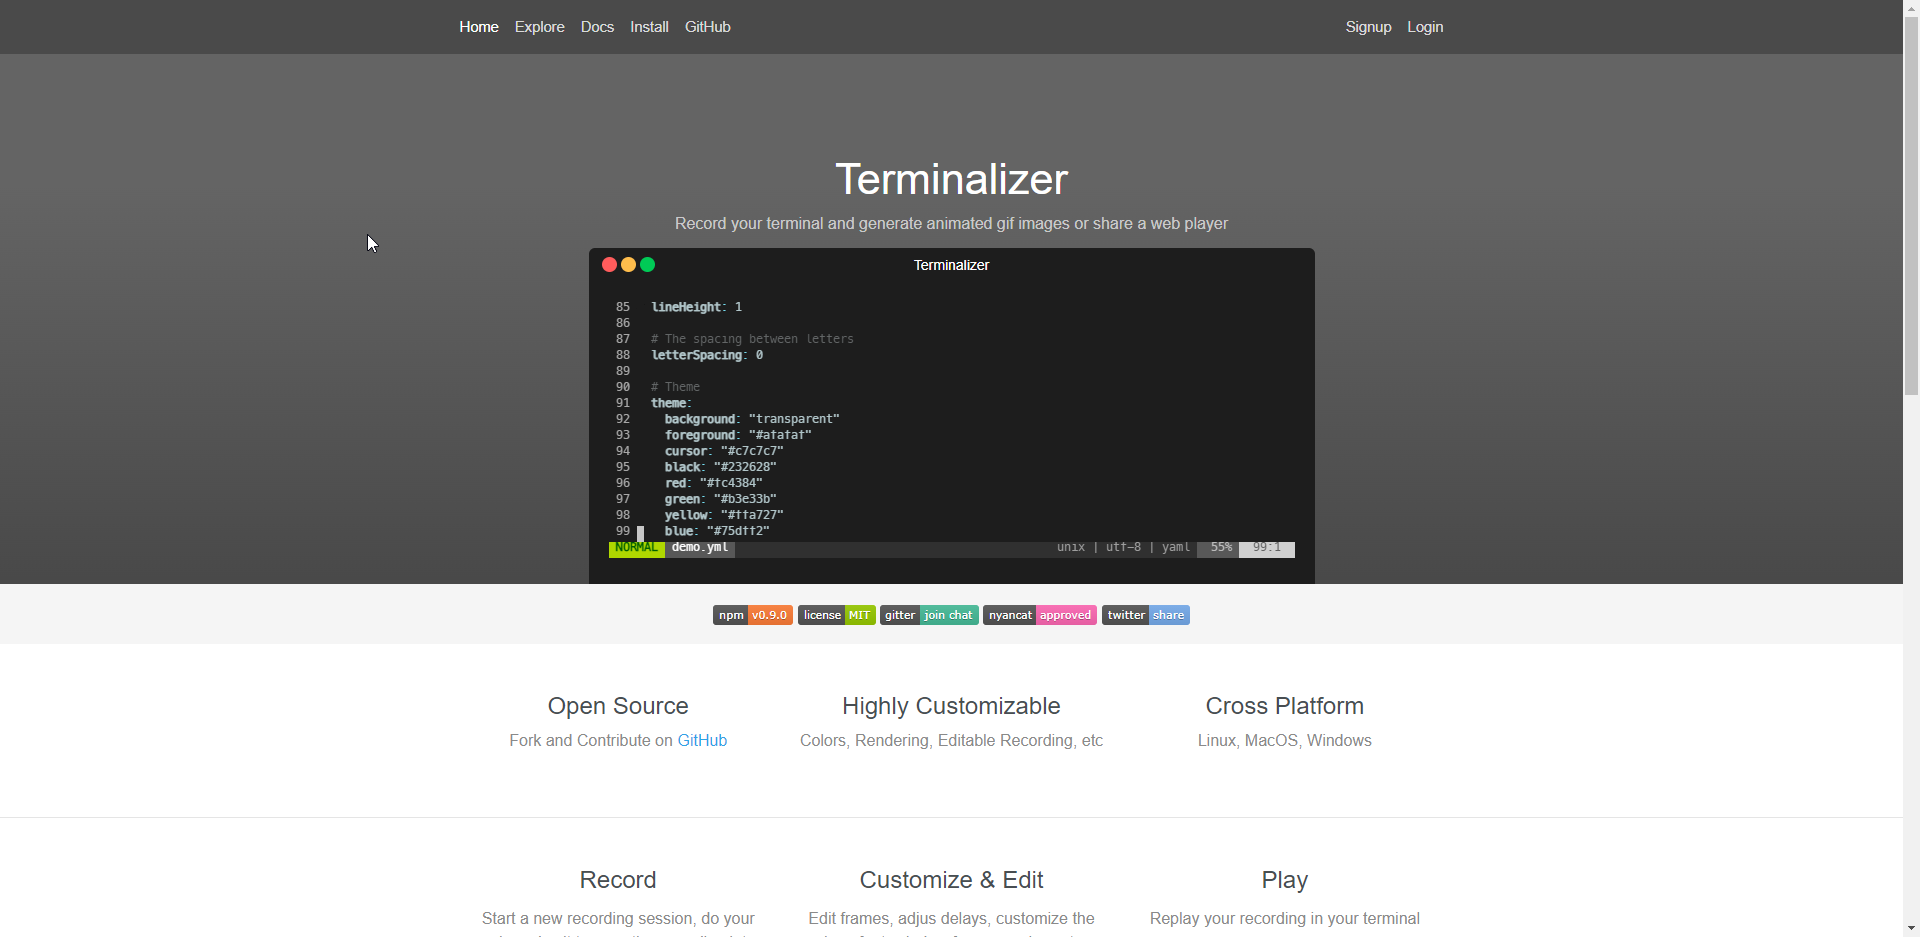 Home Explore Docs Install GitHub Signup Login
Terminalizer
Record your terminal and generate animated gif images or share a web player
Terminalizer
85 lineHeight: 1
86
87 # The spacing between letters
88 letterSpacing: 0
89
90 # Theme
91 theme:
92 background: "transparent"
93 foreground: "#afafaf"
94 cursor: "#c7c7c7"
95 black: "#232628"
96 red: "#fc4384"
97 green: "#b3e33b"
98 yellow: "#ffa727"
99 blue: "#75dff2"
NORMAL demo.yml unix | utf-8 | yaml 55% 99:1
npm v0.9.0 license MIT gitter join chat nyancat approved twitter share
Open Source Highly Customizable Cross Platform
Fork and Contribute on GitHub Colors, Rendering, Editable Recording, etc Linux, MacOS, Windows
Record Customize & Edit Play
Start a new recording session, do your Edit frames, adjus delays, customize the Replay your recording in your terminal